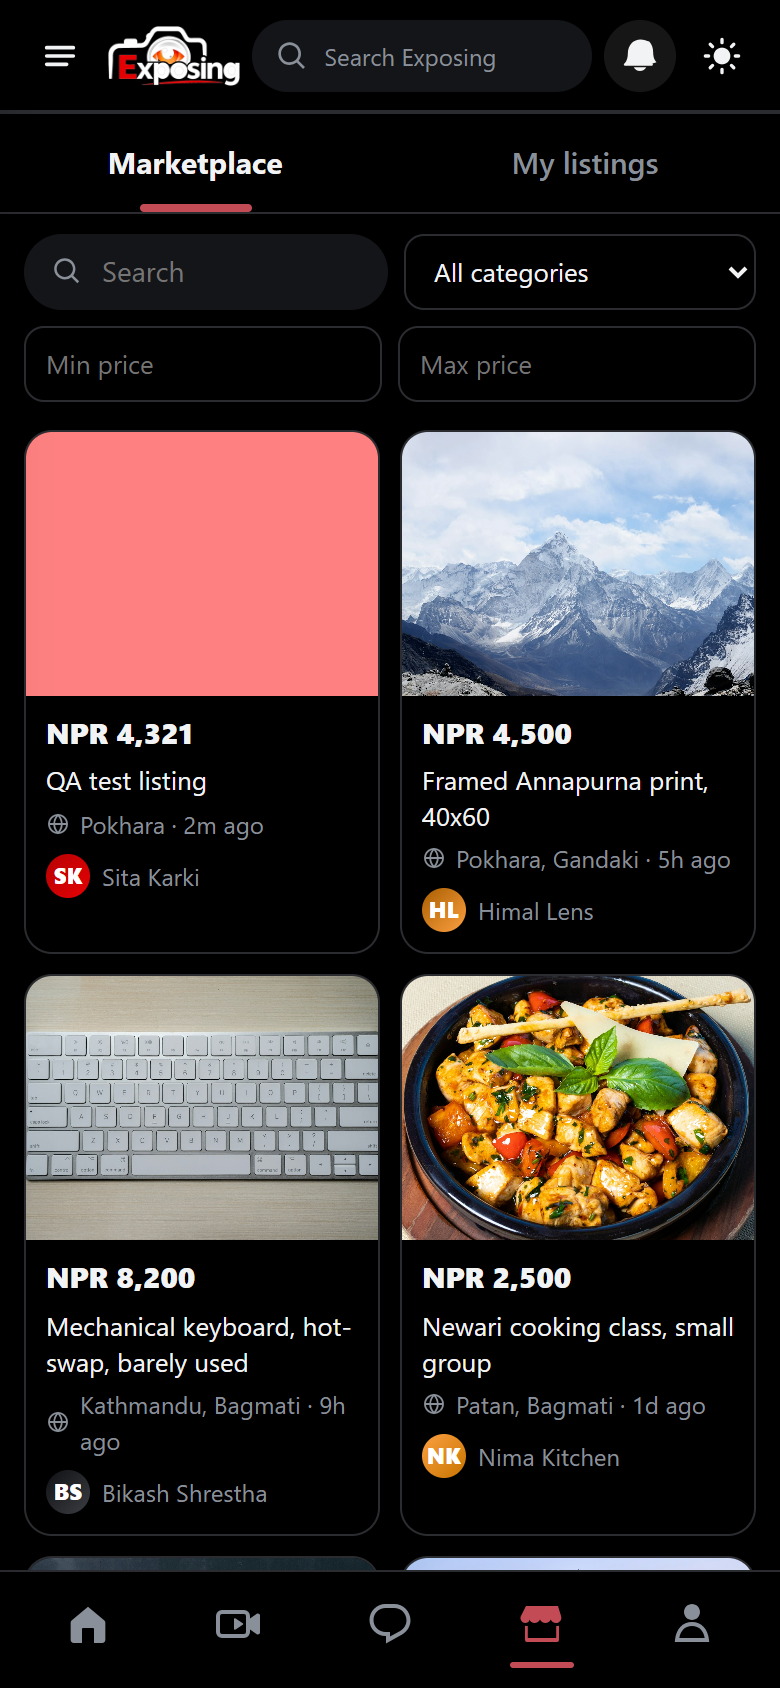 Exposing
Search Exposing
Marketplace
My listings
Search
All categories
Min price
Max price
NPR 4,321
QA test listing
Pokhara · 2m ago
SK
Sita Karki
NPR 4,500
Framed Annapurna print,
40x60
Pokhara, Gandaki · 5h ago
HL
Himal Lens
NPR 8,200
Mechanical keyboard, hot-
swap, barely used
Kathmandu, Bagmati · 9h
ago
BS
Bikash Shrestha
NPR 2,500
Newari cooking class, small
group
Patan, Bagmati · 1d ago
NK
Nima Kitchen